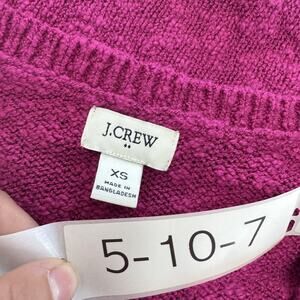 J.CREW
XS
MADE IN
BANGLADESH
5-10-7